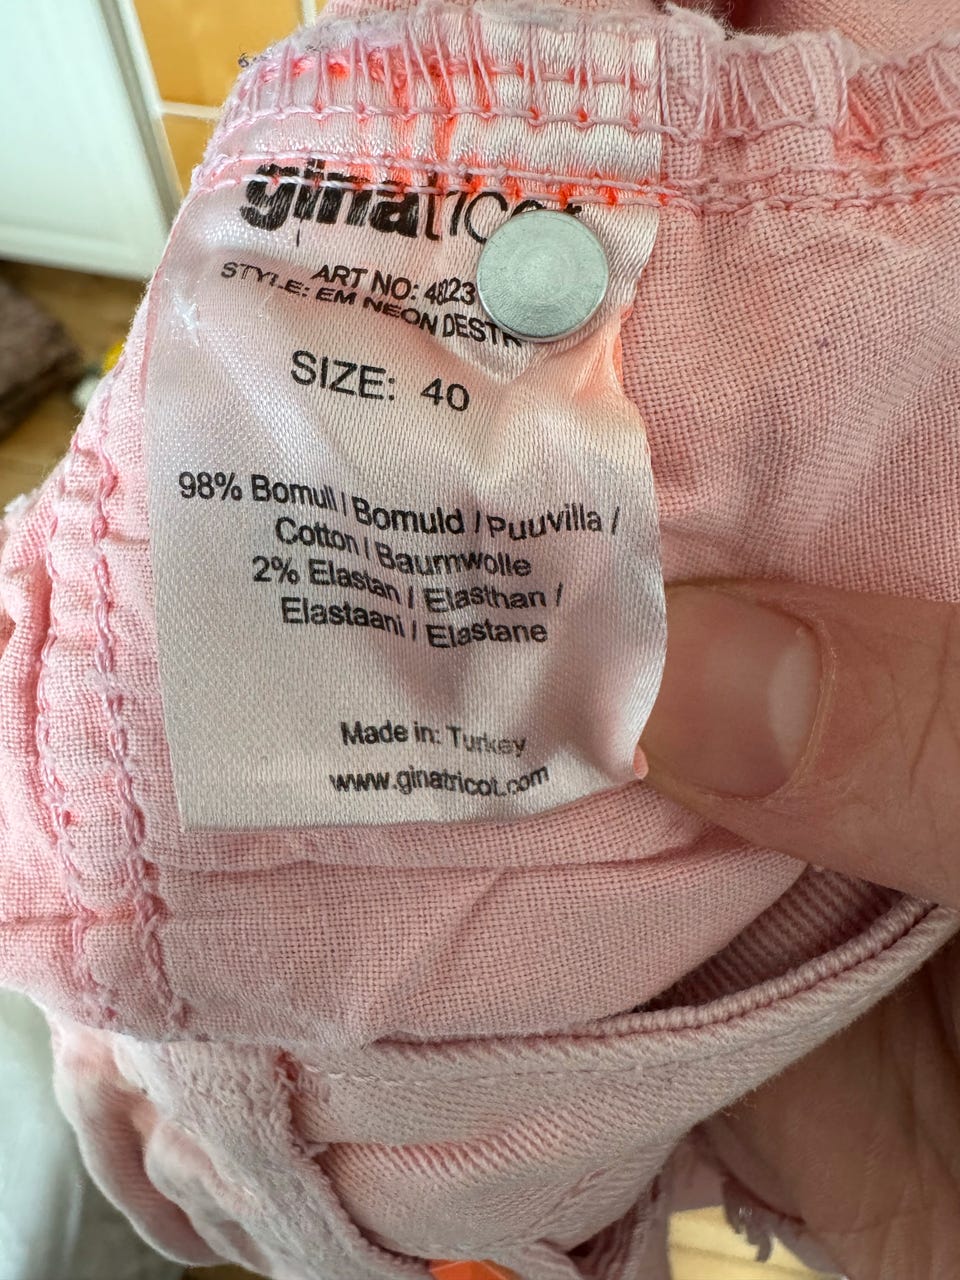 ginatricot
ART NO: 48223
STYLE: EM NEON DESTR
SIZE: 40
98% Bomull / Bomuld / Puuvilla /
Cotton / Baumwolle
2% Elastan / Elasthan /
Elastaani / Elastane
Made in: Turkey
www.ginatricot.com